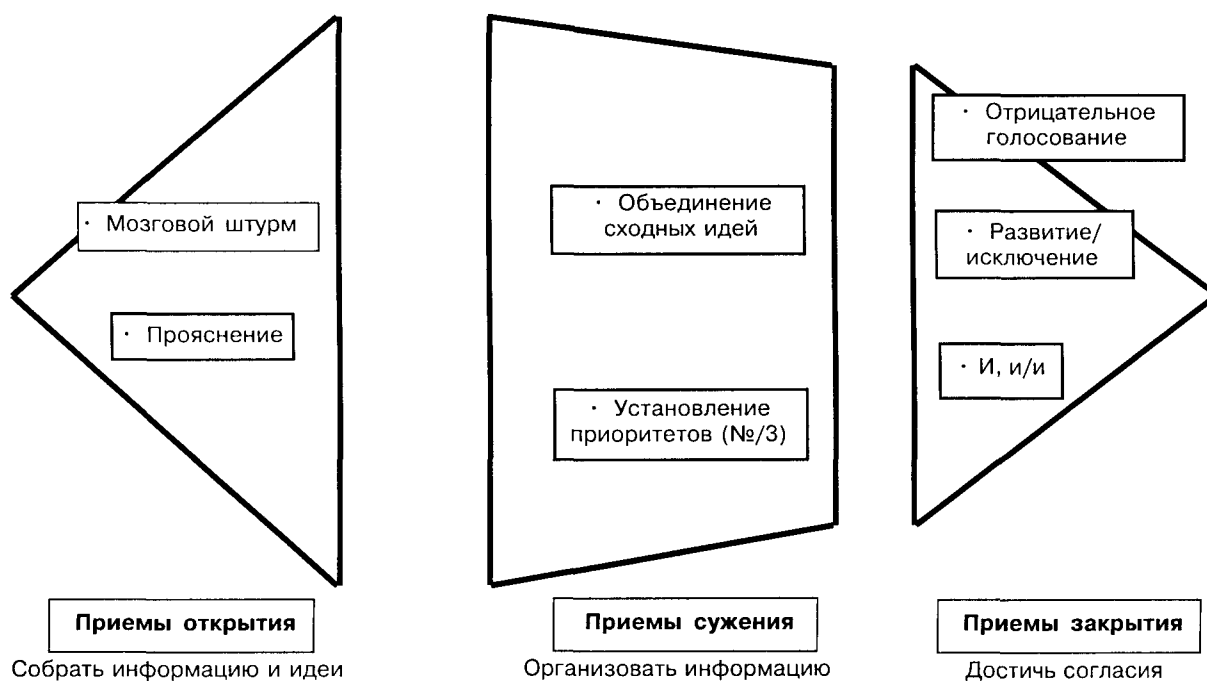 · Мозговой штурм
· Прояснение
Приемы открытия
Собрать информацию и идеи
· Объединение
сходных идей
· Установление
приоритетов (№/3)
Приемы сужения
Организовать информацию
· Отрицательное
голосование
· Развитие/
исключение
· И, и/и
Приемы закрытия
Достичь согласия